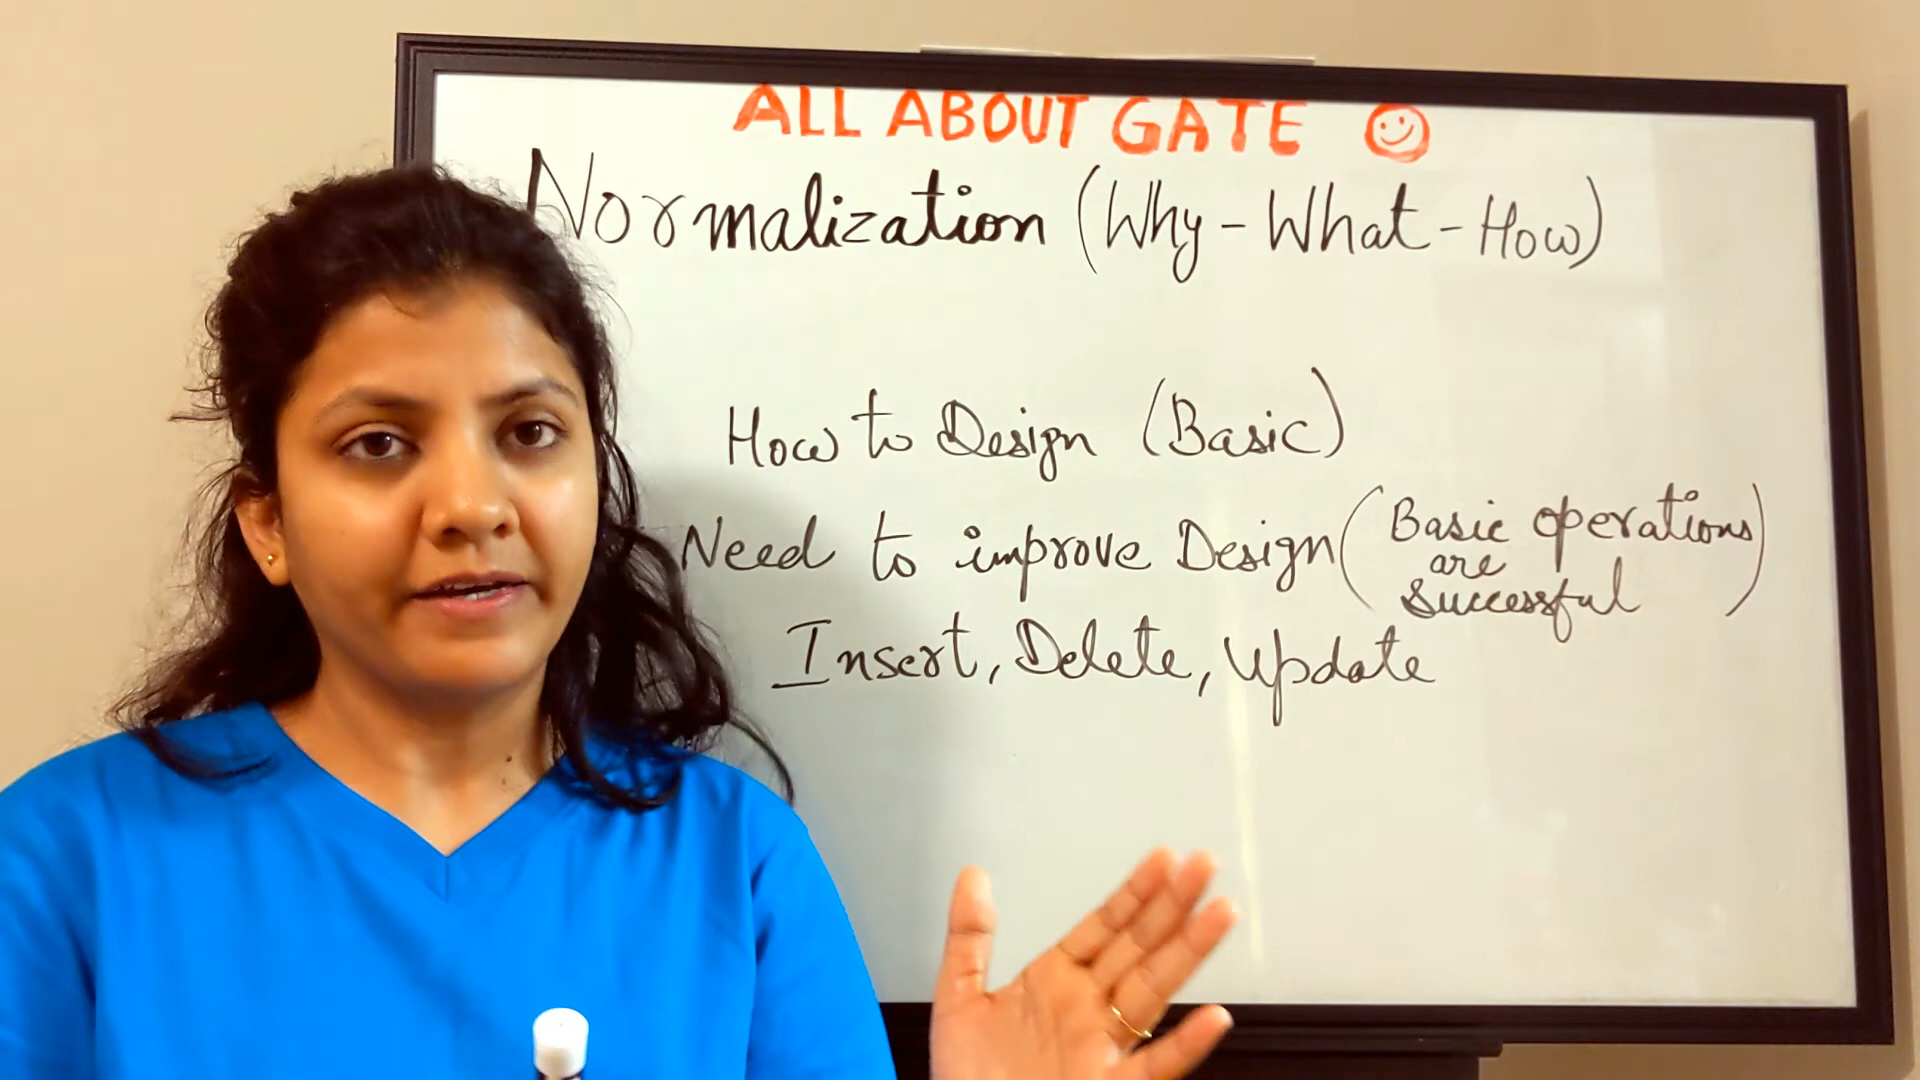 ALL ABOUT GATE
Normalization (Why - What - How)
How to Design (Basic)
Need to improve Design (Basic operations are successful)
Insert, Delete, Update